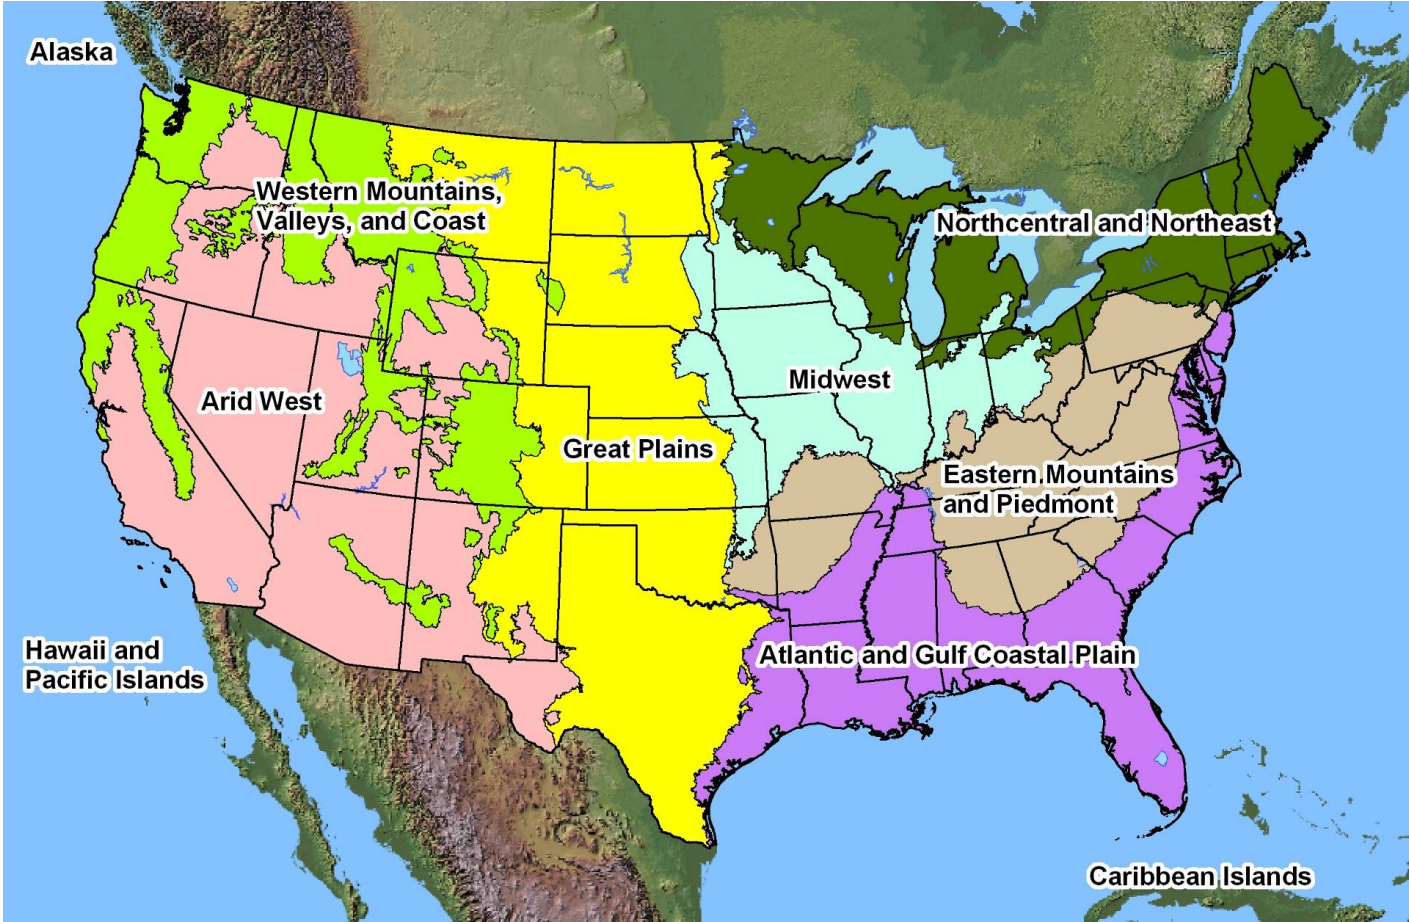 Alaska
Western Mountains,
Valleys, and Coast
Northcentral and Northeast
Midwest
Arid West
Great Plains
Eastern Mountains
and Piedmont
Hawaii and
Pacific Islands
Atlantic and Gulf Coastal Plain
Caribbean Islands